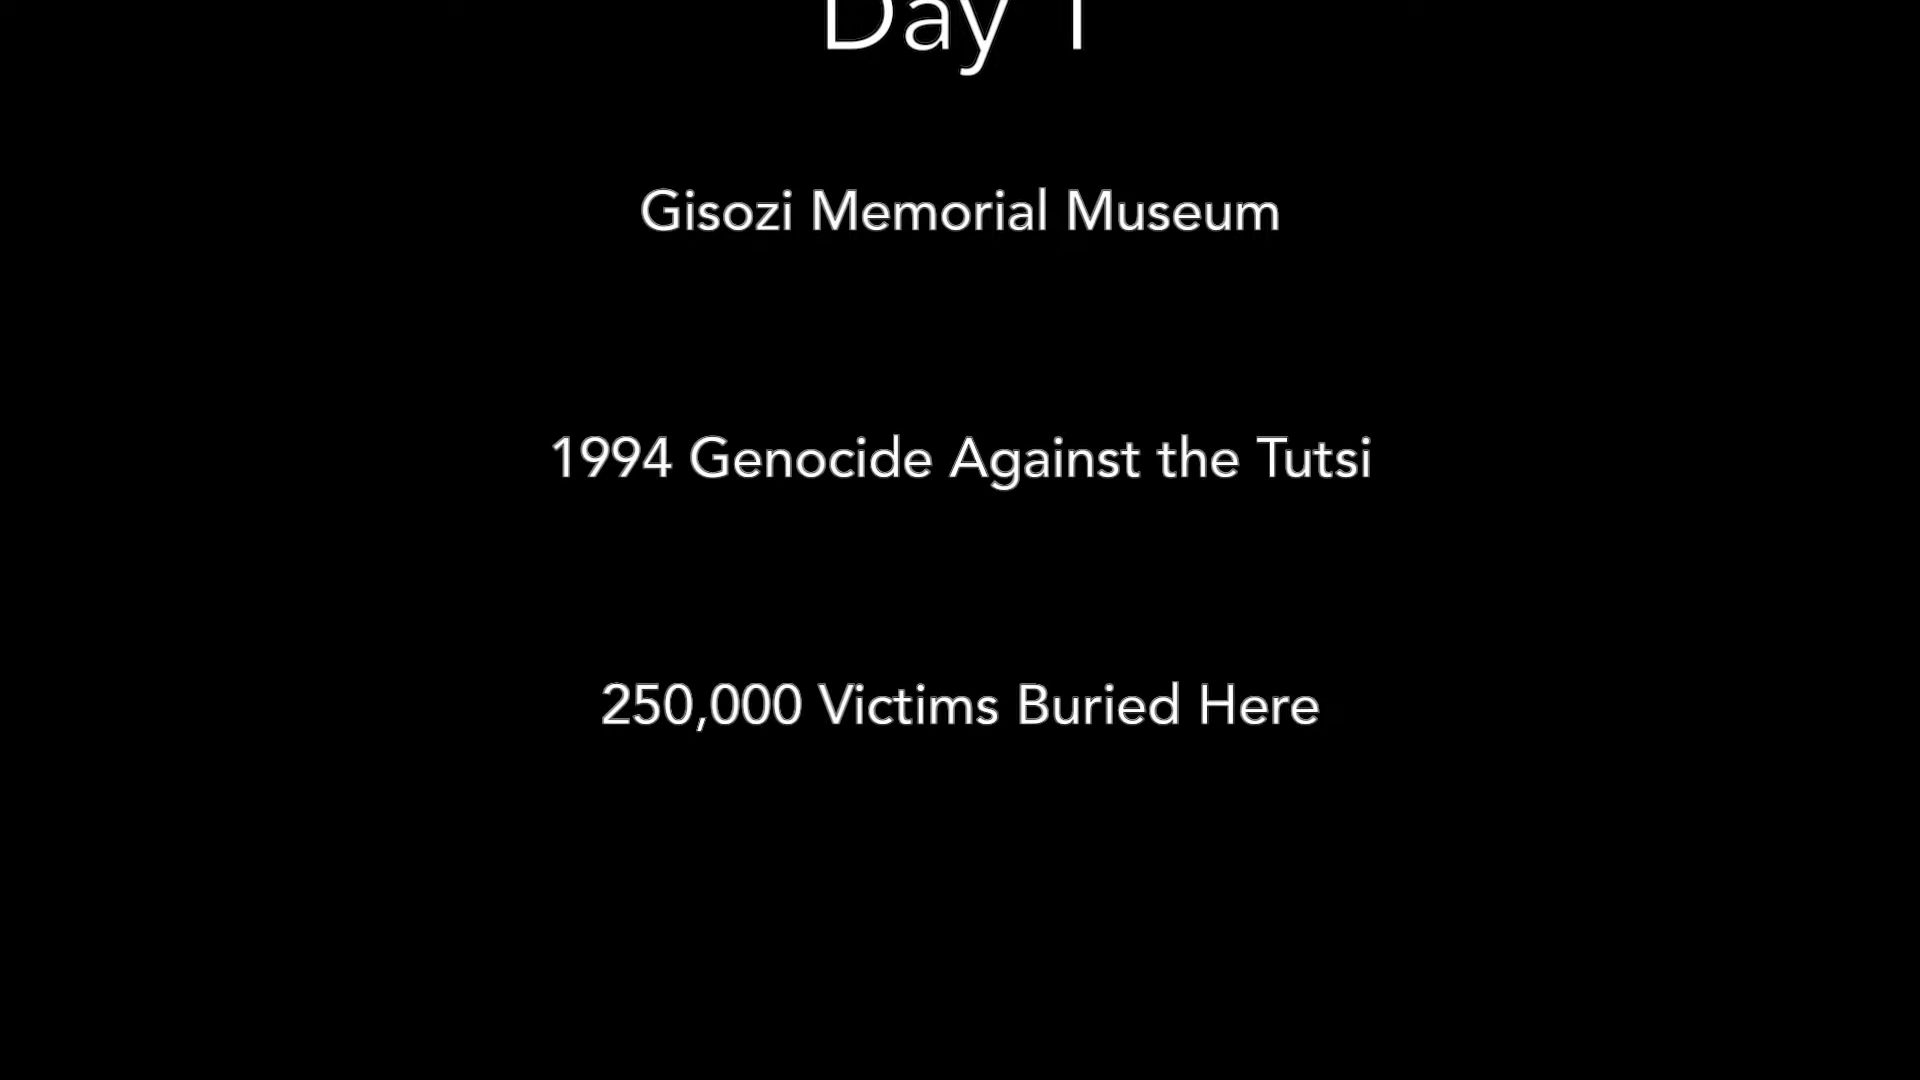 Day 1
Gisozi Memorial Museum
1994 Genocide Against the Tutsi
250,000 Victims Buried Here